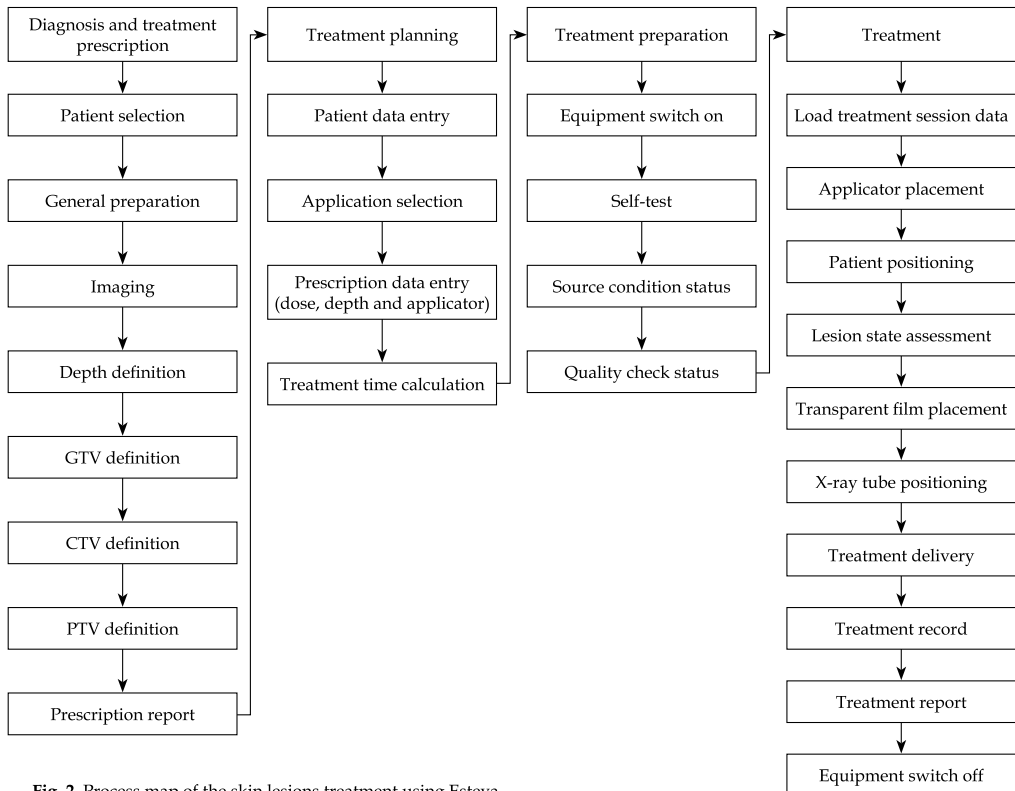 Diagnosis and treatment
prescription
Patient selection
General preparation
Imaging
Depth definition
GTV definition
CTV definition
PTV definition
Prescription report
Treatment planning
Patient data entry
Application selection
Prescription data entry
(dose, depth and applicator)
Treatment time calculation
Treatment preparation
Equipment switch on
Self-test
Source condition status
Quality check status
Treatment
Load treatment session data
Applicator placement
Patient positioning
Lesion state assessment
Transparent film placement
X-ray tube positioning
Treatment delivery
Treatment record
Treatment report
Equipment switch off
Fig. 2. Process map of the skin lesions treatment using Esteya